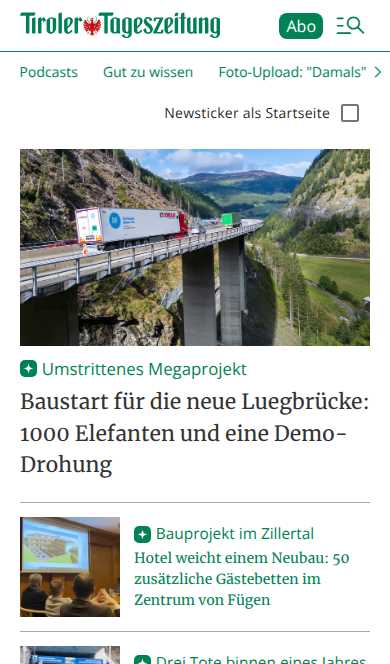 Tiroler Tageszeitung
Abo
Podcasts Gut zu wissen Foto-Upload: "Damals"
Newsticker als Startseite
Umstrittenes Megaprojekt
Baustart für die neue Luegbrücke:
1000 Elefanten und eine Demo-
Drohung
Bauprojekt im Zillertal
Hotel weicht einem Neubau: 50
zusätzliche Gästebetten im
Zentrum von Fügen
Drei Tote binnen eines Jahres